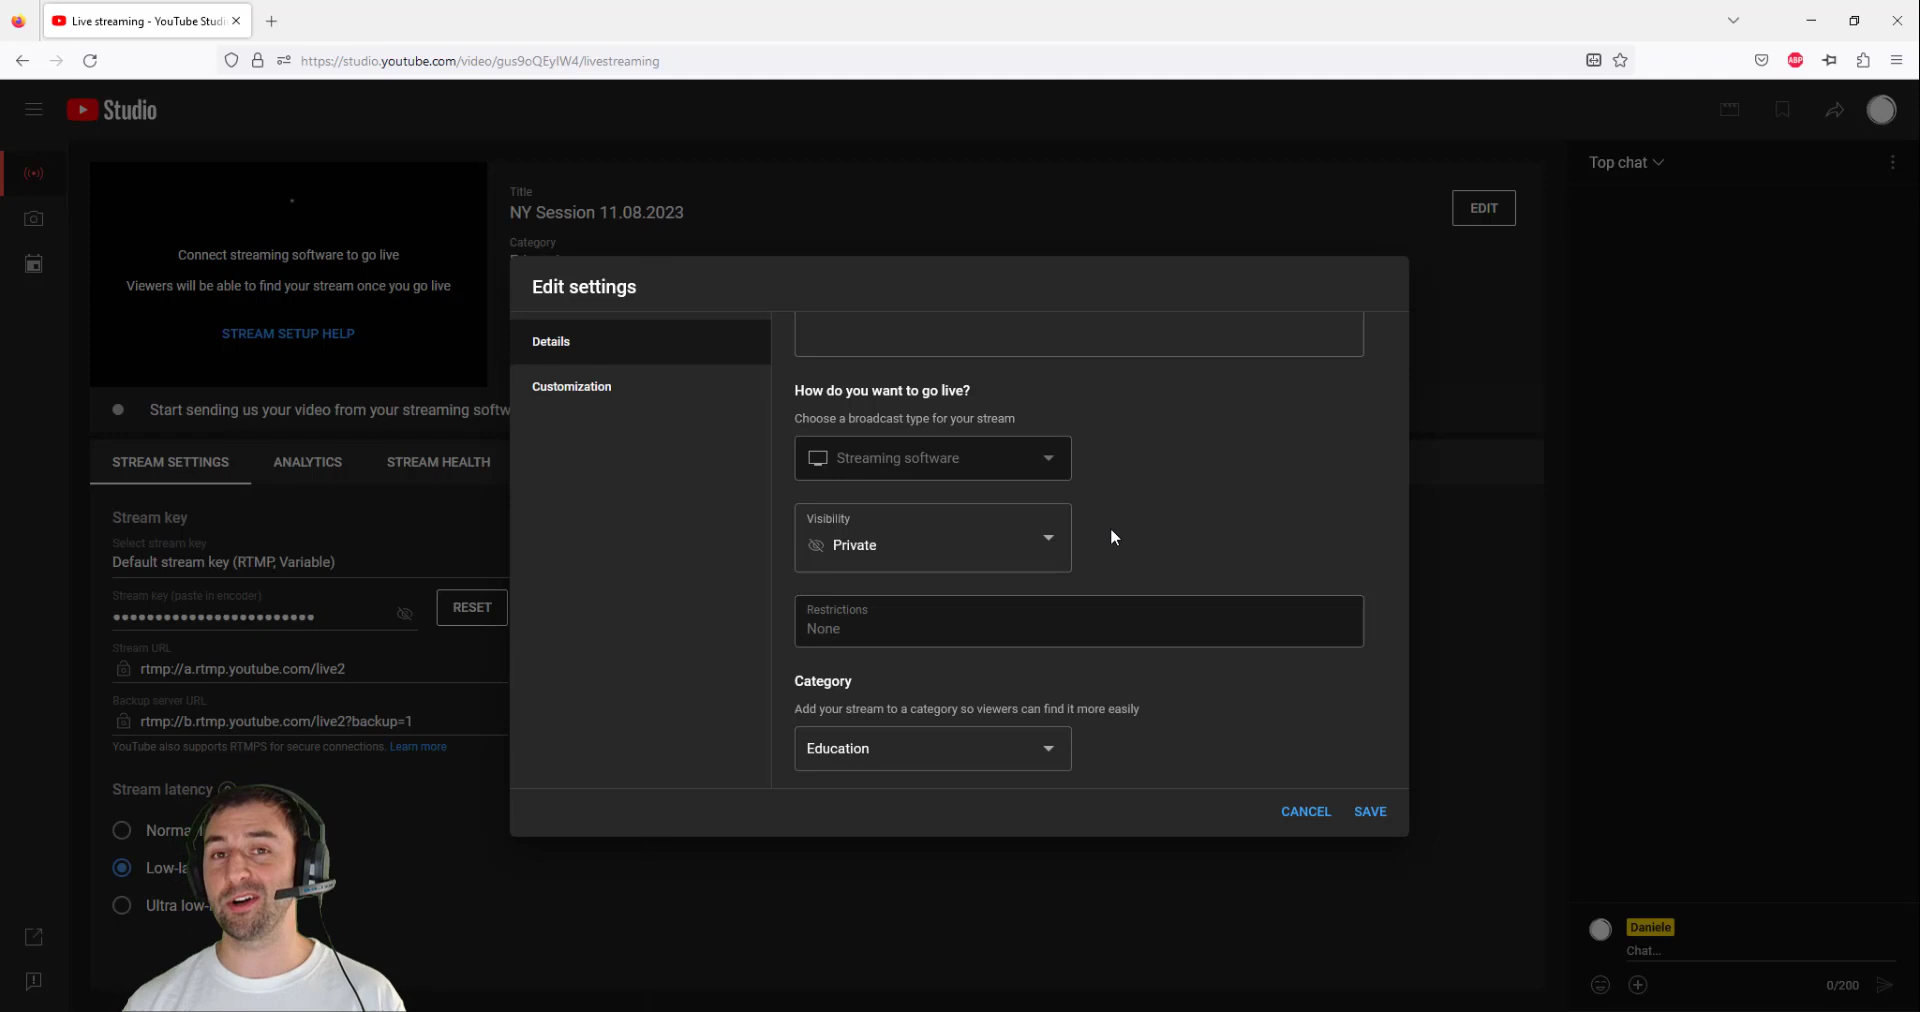 Live streaming - YouTube Studi
https://studio.youtube.com/video/gus9oQEyIW4/livestreaming
ABP
Studio
Connect streaming software to go live
Viewers will be able to find your stream once you go live
STREAM SETUP HELP
Title
NY Session 11.08.2023
Category
EDIT
Top chat
Start sending us your video from your streaming softw
STREAM SETTINGS
ANALYTICS
STREAM HEALTH
Stream key
Select stream key
Default stream key (RTMP, Variable)
Stream key (paste in encoder)
RESET
Stream URL
rtmp://a.rtmp.youtube.com/live2
Backup server URL
rtmp://b.rtmp.youtube.com/live2?backup=1
YouTube also supports RTMPS for secure connections. Learn more
Stream latency
Norma
Low-la
Ultra low-
Edit settings
Details
Customization
How do you want to go live?
Choose a broadcast type for your stream
Streaming software
Visibility
Private
Restrictions
None
Category
Add your stream to a category so viewers can find it more easily
Education
CANCEL
SAVE
Daniele
Chat...
0/200